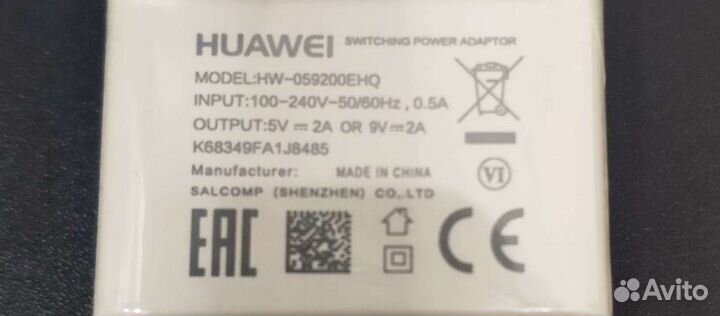 HUAWEI SWITCHING POWER ADAPTOR
MODEL:HW-059200EHQ
INPUT:100-240V~50/60Hz, 0.5A
OUTPUT:5V⎓2A OR 9V⎓2A
K68349FA1J8485
Manufacturer: MADE IN CHINA
SALCOMP (SHENZHEN) CO.,LTD
VI
EAC CE
Avito